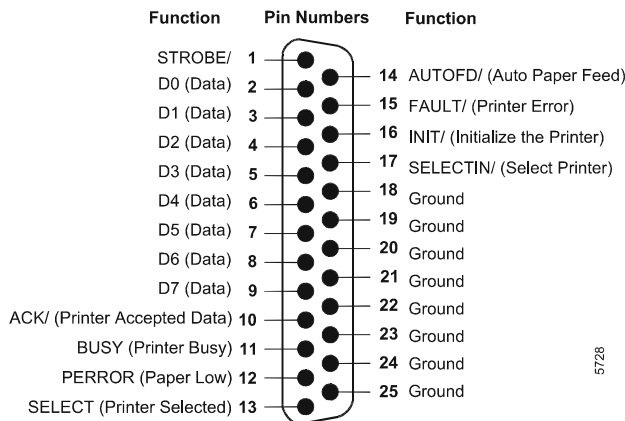 Function Pin Numbers Function
STROBE/ 1
D0 (Data) 2
D1 (Data) 3
D2 (Data) 4
D3 (Data) 5
D4 (Data) 6
D5 (Data) 7
D6 (Data) 8
D7 (Data) 9
ACK/ (Printer Accepted Data) 10
BUSY (Printer Busy) 11
PERROR (Paper Low) 12
SELECT (Printer Selected) 13
14 AUTOFD/ (Auto Paper Feed)
15 FAULT/ (Printer Error)
16 INIT/ (Initialize the Printer)
17 SELECTIN/ (Select Printer)
18 Ground
19 Ground
20 Ground
21 Ground
22 Ground
23 Ground
24 Ground
25 Ground
5728